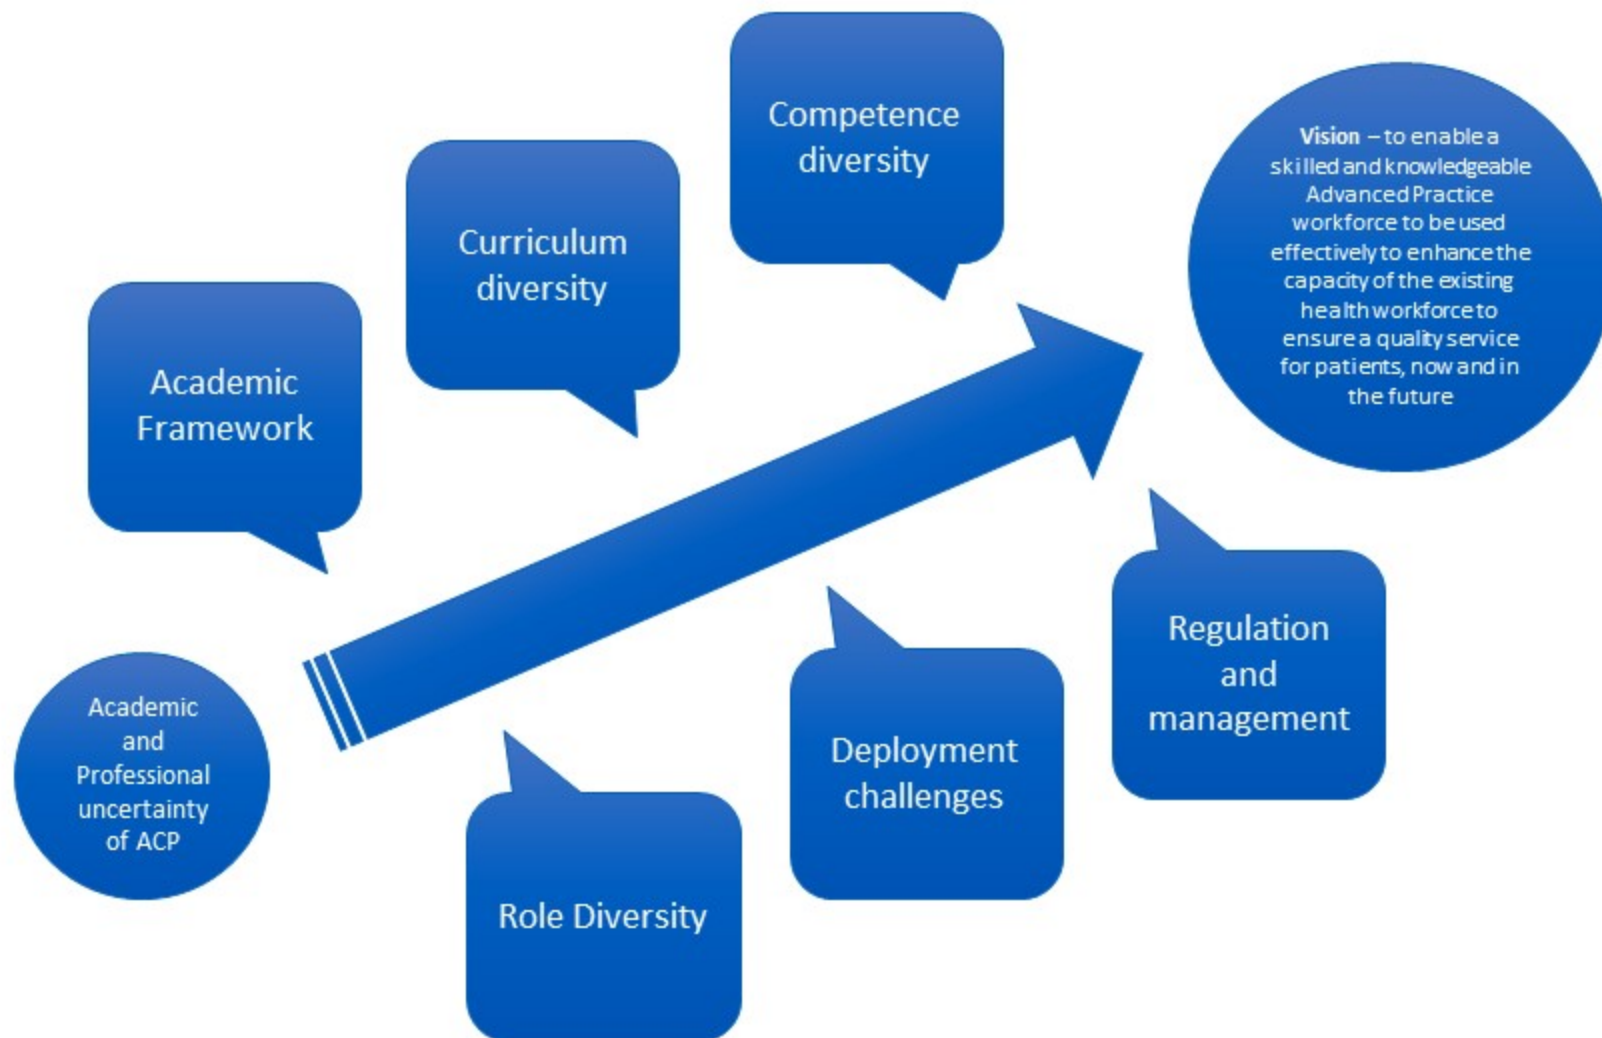 Competence
diversity
Vision – to enable a
skilled and knowledgeable
Advanced Practice
workforce to be used
effectively to enhance the
capacity of the existing
health workforce to
ensure a quality service
for patients, now and in
the future
Curriculum
diversity
Academic
Framework
Regulation
and
management
Academic
and
Professional
uncertainty
of ACP
Deployment
challenges
Role Diversity